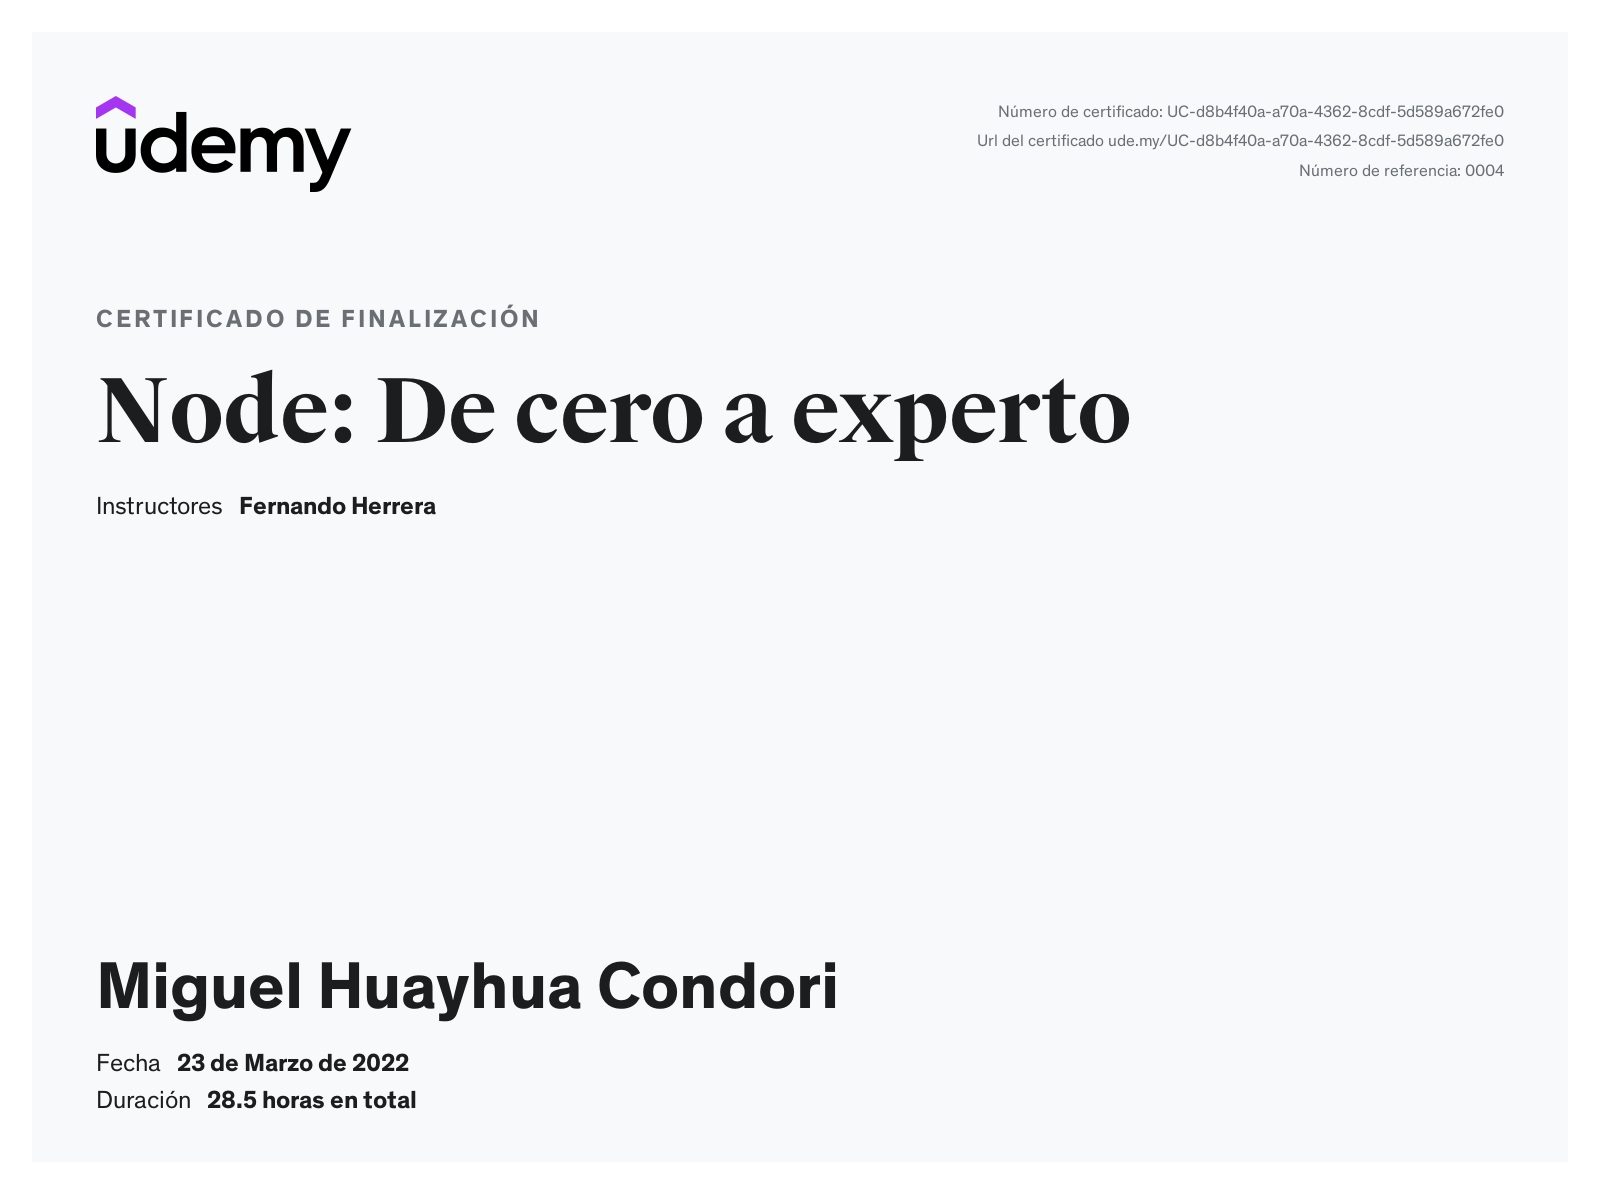 udemy
Número de certificado: UC-d8b4f40a-a70a-4362-8cdf-5d589a672fe0
Url del certificado ude.my/UC-d8b4f40a-a70a-4362-8cdf-5d589a672fe0
Número de referencia: 0004
CERTIFICADO DE FINALIZACIÓN
Node: De cero a experto
Instructores Fernando Herrera
Miguel Huayhua Condori
Fecha 23 de Marzo de 2022
Duración 28.5 horas en total